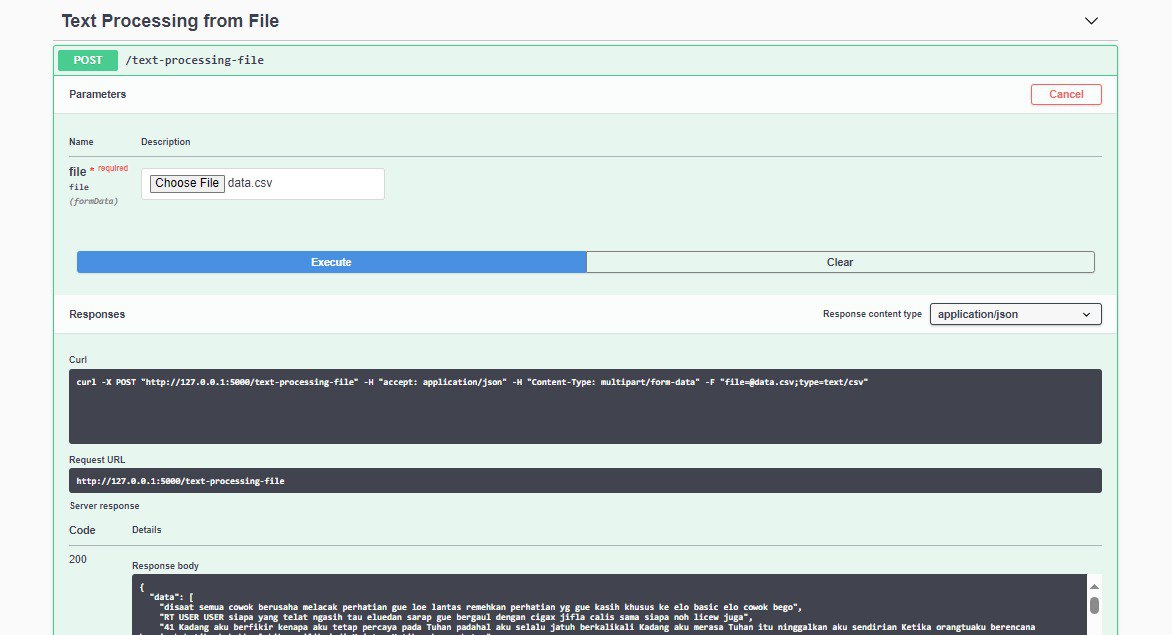 Text Processing from File
POST /text-processing-file
Parameters
Cancel
Name Description
file * required
file
(formData)
Choose File data.csv
Execute Clear
Responses
Response content type application/json
Curl
curl -X POST "http://127.0.0.1:5000/text-processing-file" -H "accept: application/json" -H "Content-Type: multipart/form-data" -F "file=@data.csv;type=text/csv"
Request URL
http://127.0.0.1:5000/text-processing-file
Server response
Code Details
200
Response body
{
"data": [
"disaat semua cowok berusaha melacak perhatian gue loe lantas remehkan perhatian yg gue kasih khusus ke elo basic elo cowok bego",
"RT USER USER siapa yang telat ngasih tau eluedan sarap gue bergaul dengan cigax jifla calis sama siapa noh licew juga",
"41 Kadang aku berfikir kenapa aku tetap percaya pada Tuhan padahal aku selalu jatuh berkalikali Kadang aku merasa Tuhan itu ninggalkan aku sendirian Ketika orangtuaku berencana